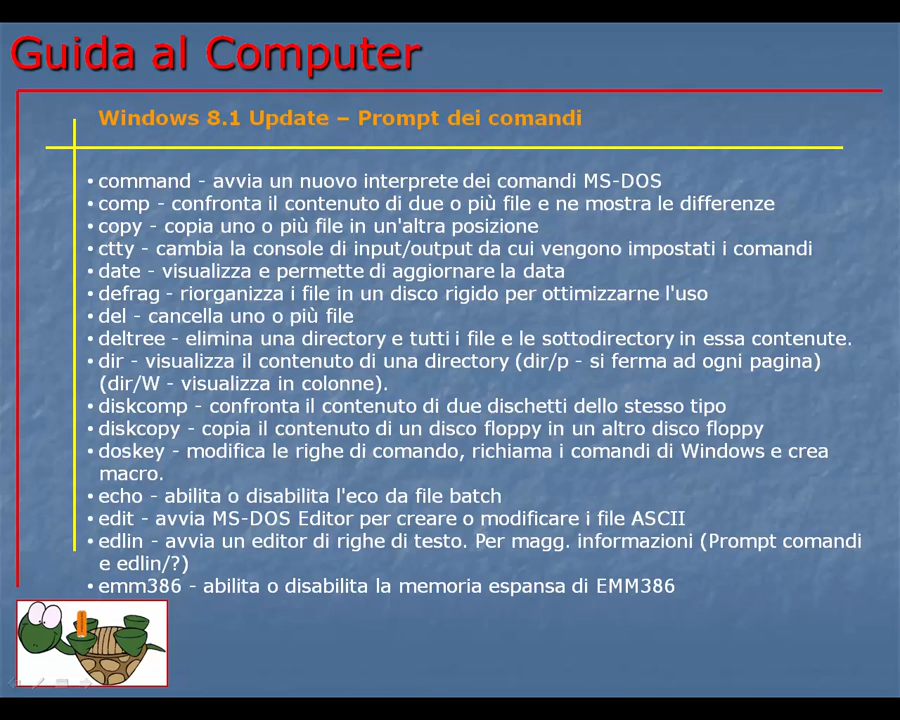 Guida al Computer
Windows 8.1 Update – Prompt dei comandi
• command - avvia un nuovo interprete dei comandi MS-DOS
• comp - confronta il contenuto di due o più file e ne mostra le differenze
• copy - copia uno o più file in un'altra posizione
• ctty - cambia la console di input/output da cui vengono impostati i comandi
• date - visualizza e permette di aggiornare la data
• defrag - riorganizza i file in un disco rigido per ottimizzarne l'uso
• del - cancella uno o più file
• deltree - elimina una directory e tutti i file e le sottodirectory in essa contenute.
• dir - visualizza il contenuto di una directory (dir/p - si ferma ad ogni pagina)
(dir/W - visualizza in colonne).
• diskcomp - confronta il contenuto di due dischetti dello stesso tipo
• diskcopy - copia il contenuto di un disco floppy in un altro disco floppy
• doskey - modifica le righe di comando, richiama i comandi di Windows e crea
macro.
• echo - abilita o disabilita l'eco da file batch
• edit - avvia MS-DOS Editor per creare o modificare i file ASCII
• edlin - avvia un editor di righe di testo. Per magg. informazioni (Prompt comandi
e edlin/?)
• emm386 - abilita o disabilita la memoria espansa di EMM386